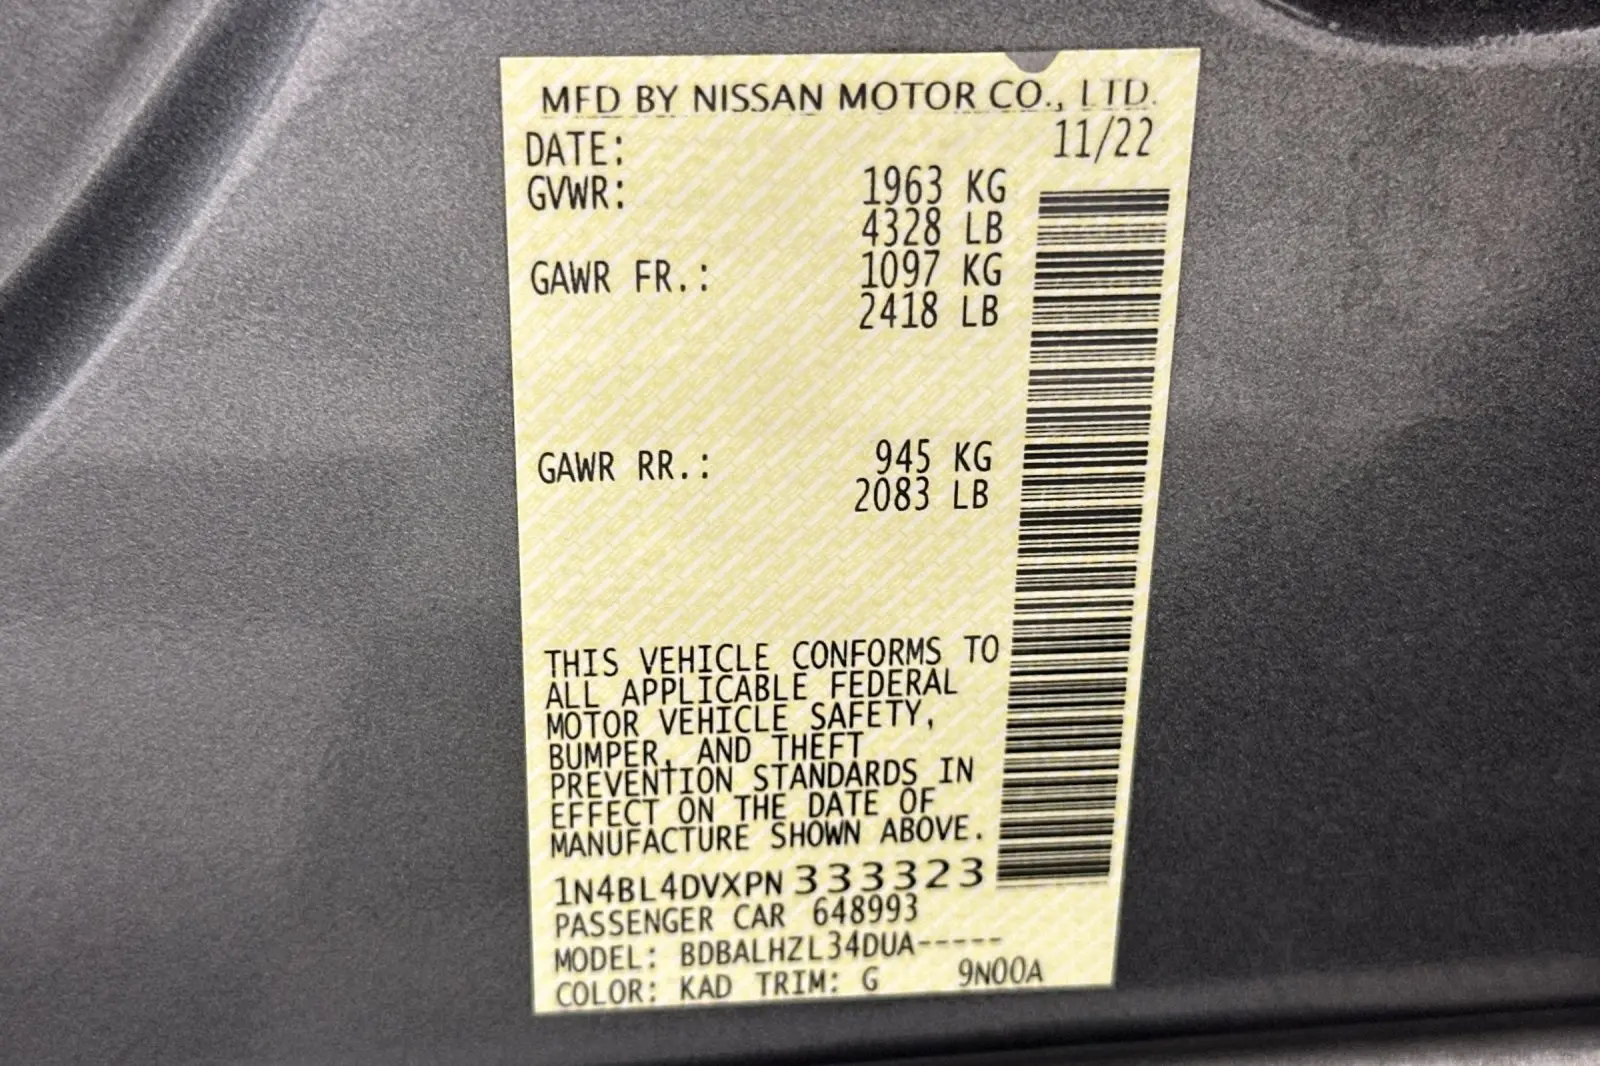 MFD BY NISSAN MOTOR CO., LTD.
DATE: 11/22
GVWR: 1963 KG
4328 LB
GAWR FR.: 1097 KG
2418 LB
GAWR RR.: 945 KG
2083 LB
THIS VEHICLE CONFORMS TO
ALL APPLICABLE FEDERAL
MOTOR VEHICLE SAFETY,
BUMPER, AND THEFT
PREVENTION STANDARDS IN
EFFECT ON THE DATE OF
MANUFACTURE SHOWN ABOVE.
1N4BL4DVXPN333323
PASSENGER CAR 648993
MODEL: BDBALHZL34DUA-----
COLOR: KAD TRIM: G 9N00A